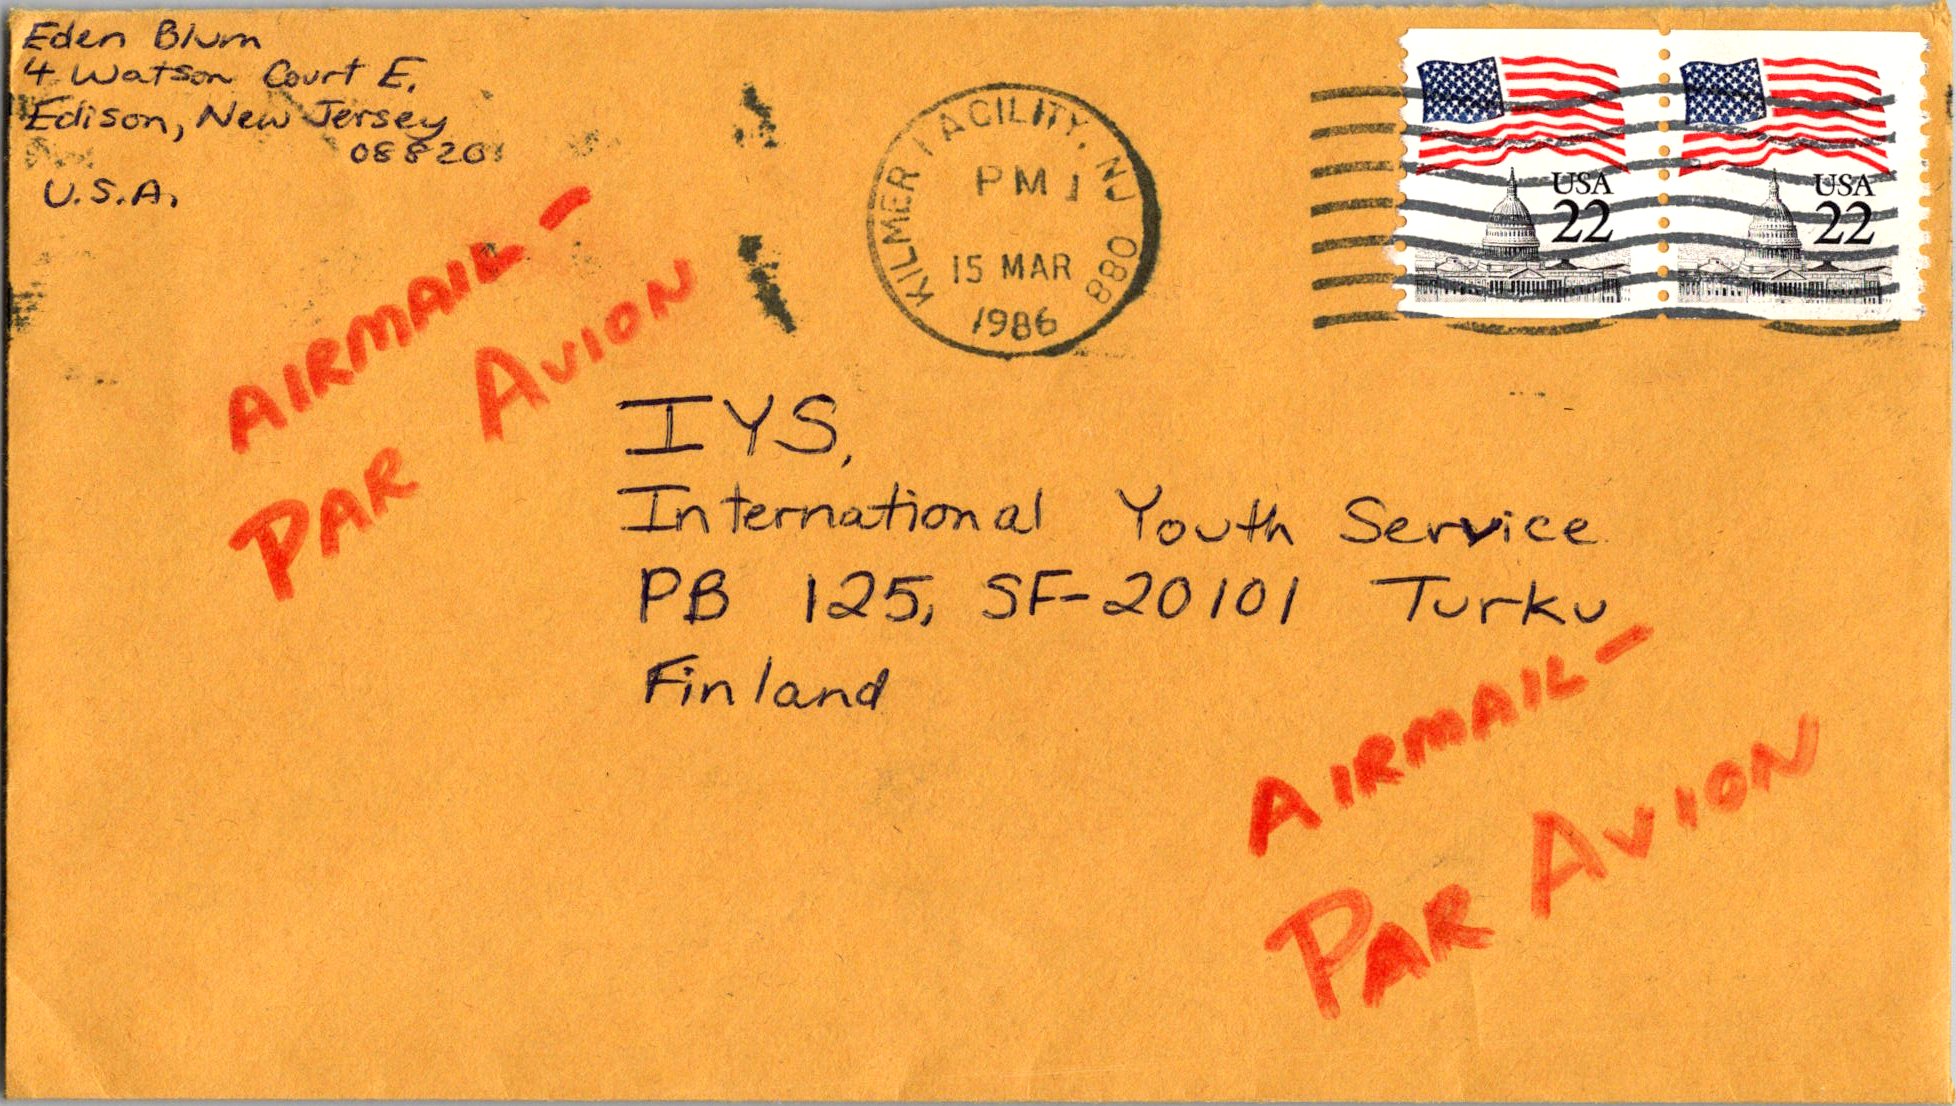 Eden Blum
4 Watson Court E.
Edison, New Jersey
08820
U.S.A.
AIRMAIL-
PAR AVION
KILMER FACILITY, NJ 088
PM 1
15 MAR
1986
USA
22
USA
22
IYS,
International Youth Service
PB 125, SF-20101 Turku
Finland
AIRMAIL-
PAR AVION